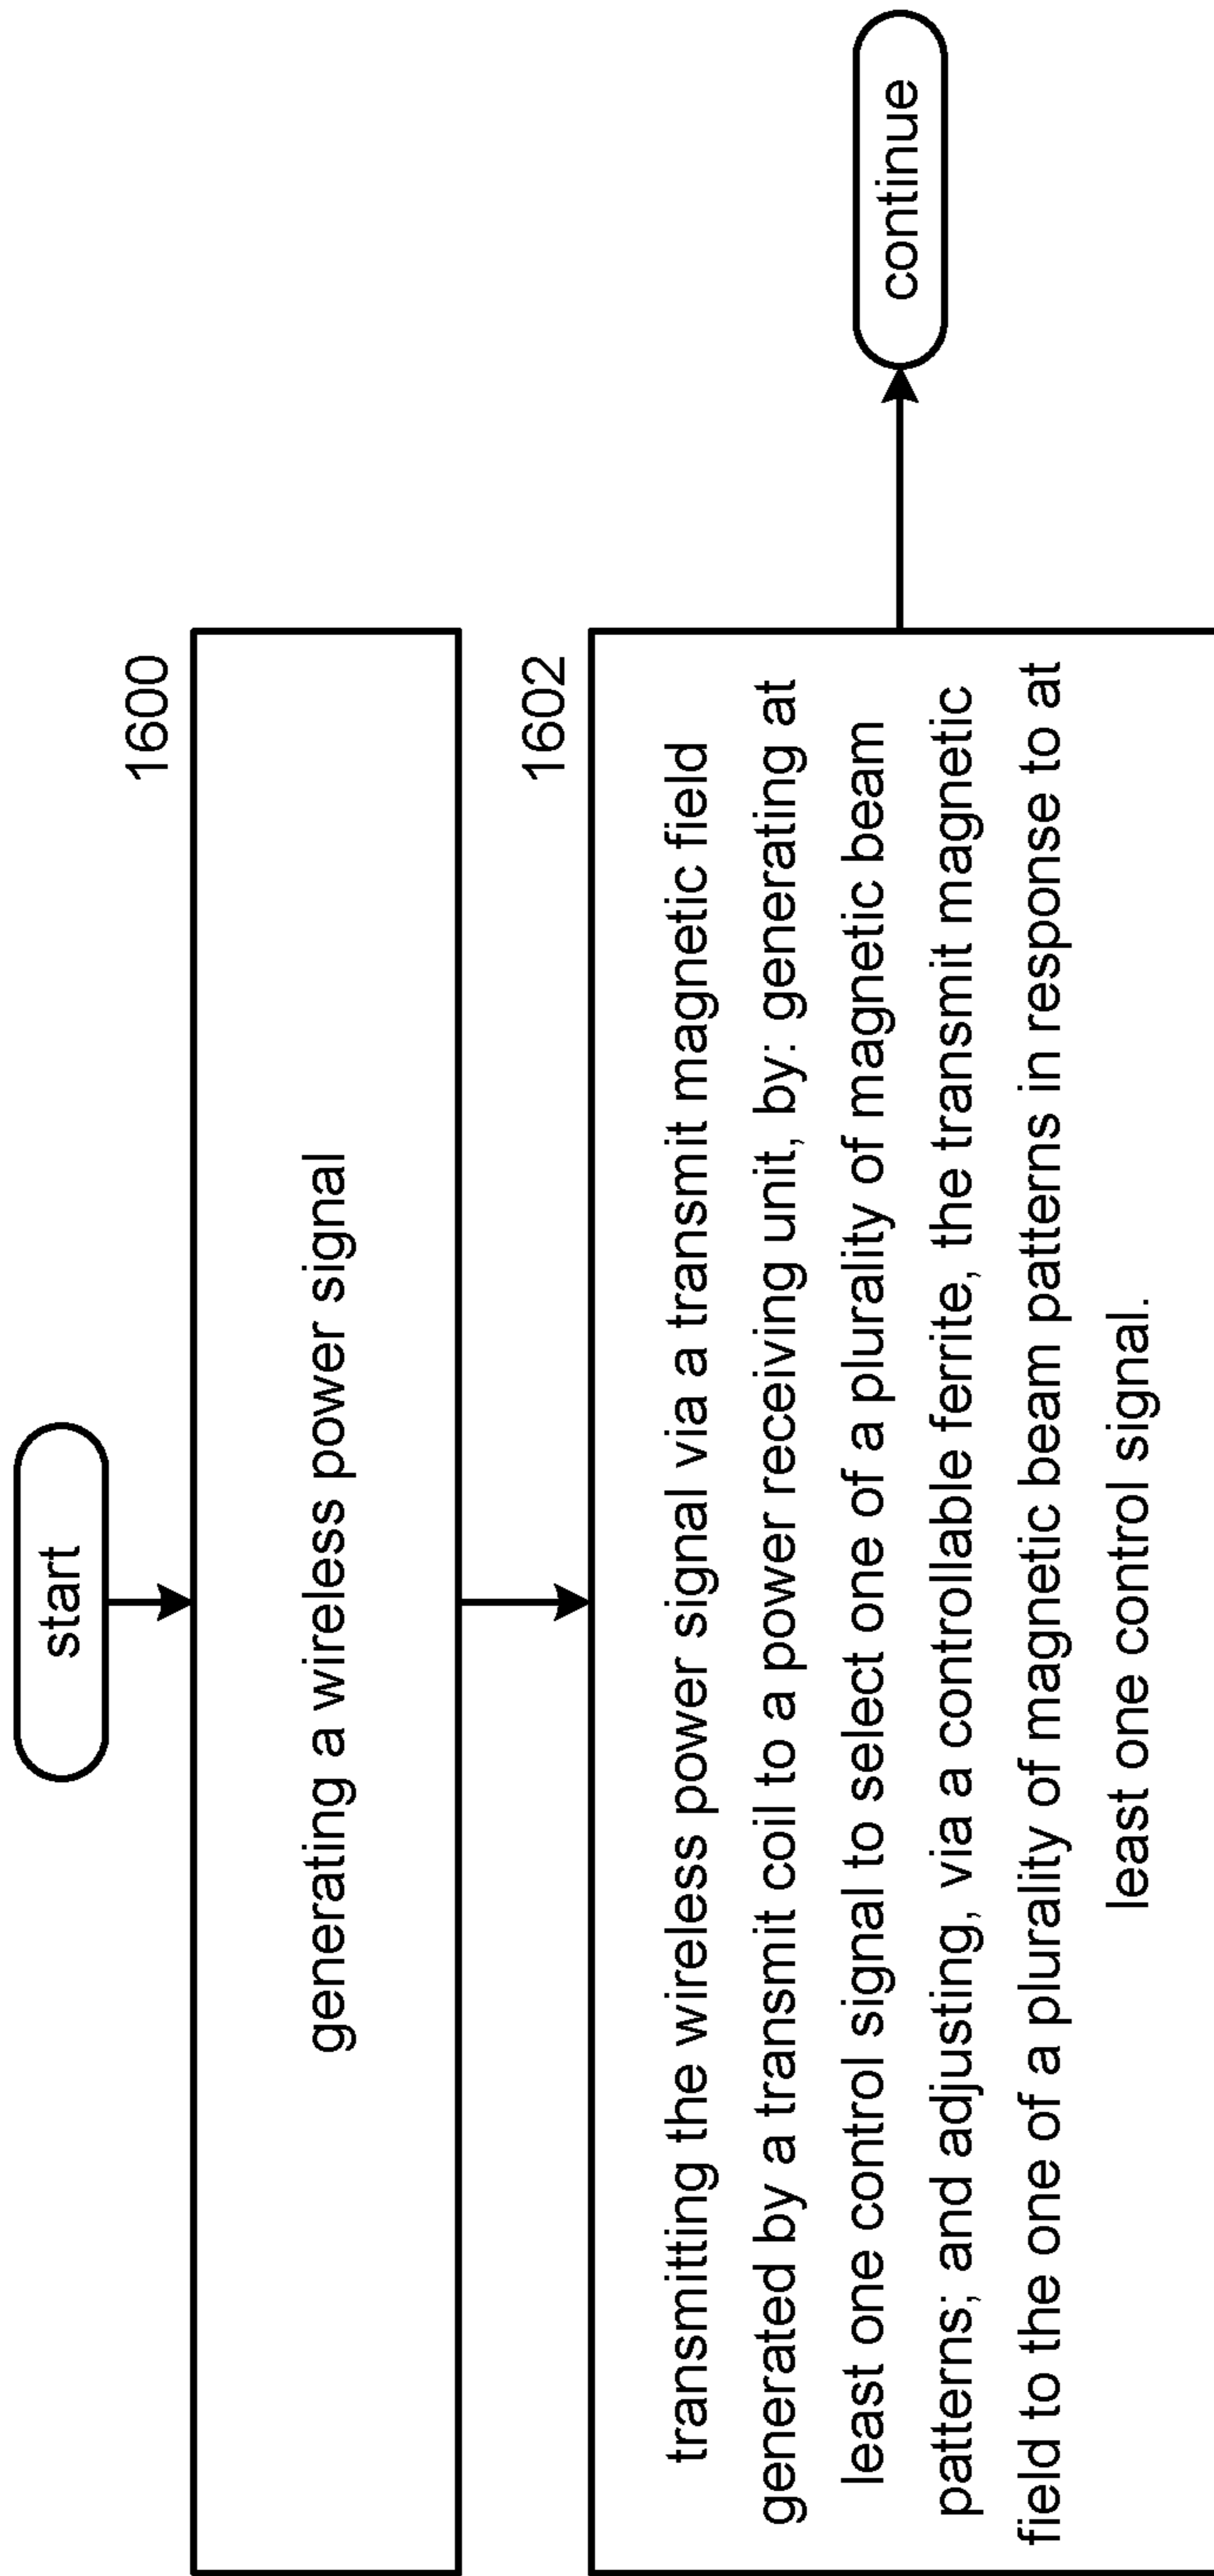 start
1600
generating a wireless power signal
1602
transmitting the wireless power signal via a transmit magnetic field
generated by a transmit coil to a power receiving unit, by: generating at
least one control signal to select one of a plurality of magnetic beam
patterns; and adjusting, via a controllable ferrite, the transmit magnetic
field to the one of a plurality of magnetic beam patterns in response to at
least one control signal.
continue